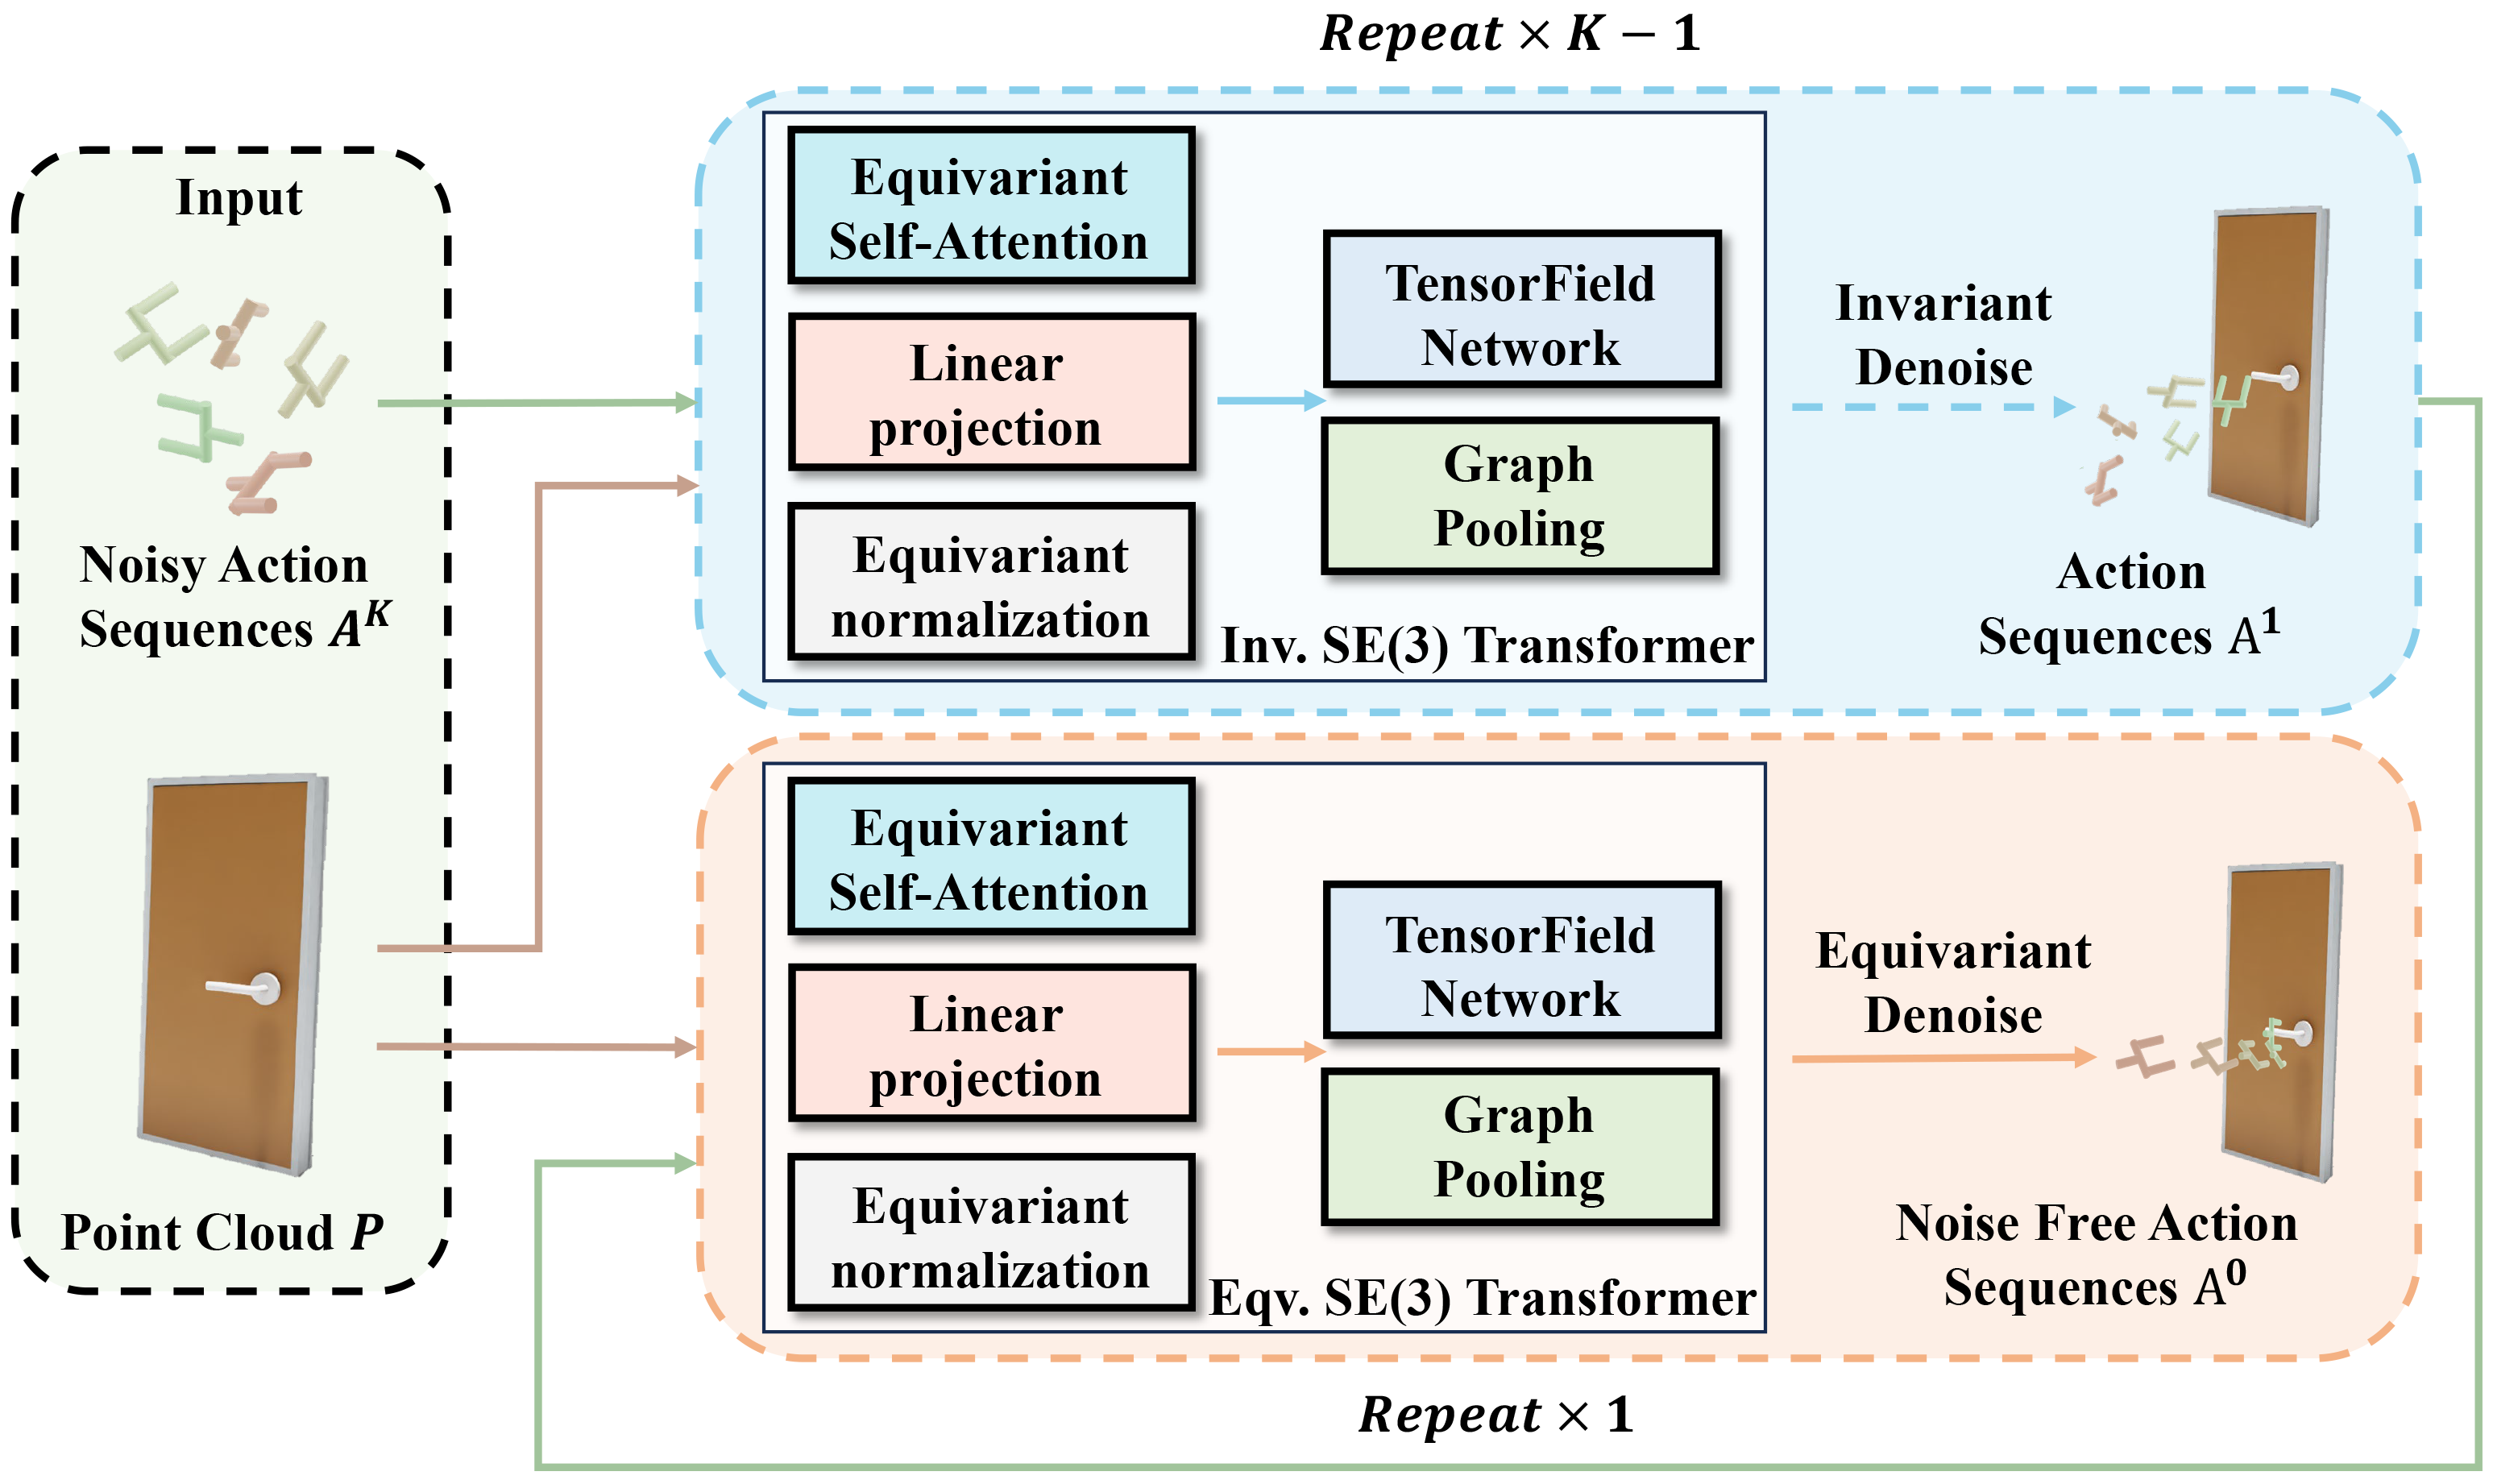 Repeat × K − 1
Input
Noisy Action
Sequences A^K
Point Cloud P
Equivariant
Self-Attention
Linear
projection
Equivariant
normalization
TensorField
Network
Graph
Pooling
Inv. SE(3) Transformer
Invariant
Denoise
Action
Sequences A^1
Equivariant
Self-Attention
Linear
projection
Equivariant
normalization
TensorField
Network
Graph
Pooling
Eqv. SE(3) Transformer
Equivariant
Denoise
Noise Free Action
Sequences A^0
Repeat × 1